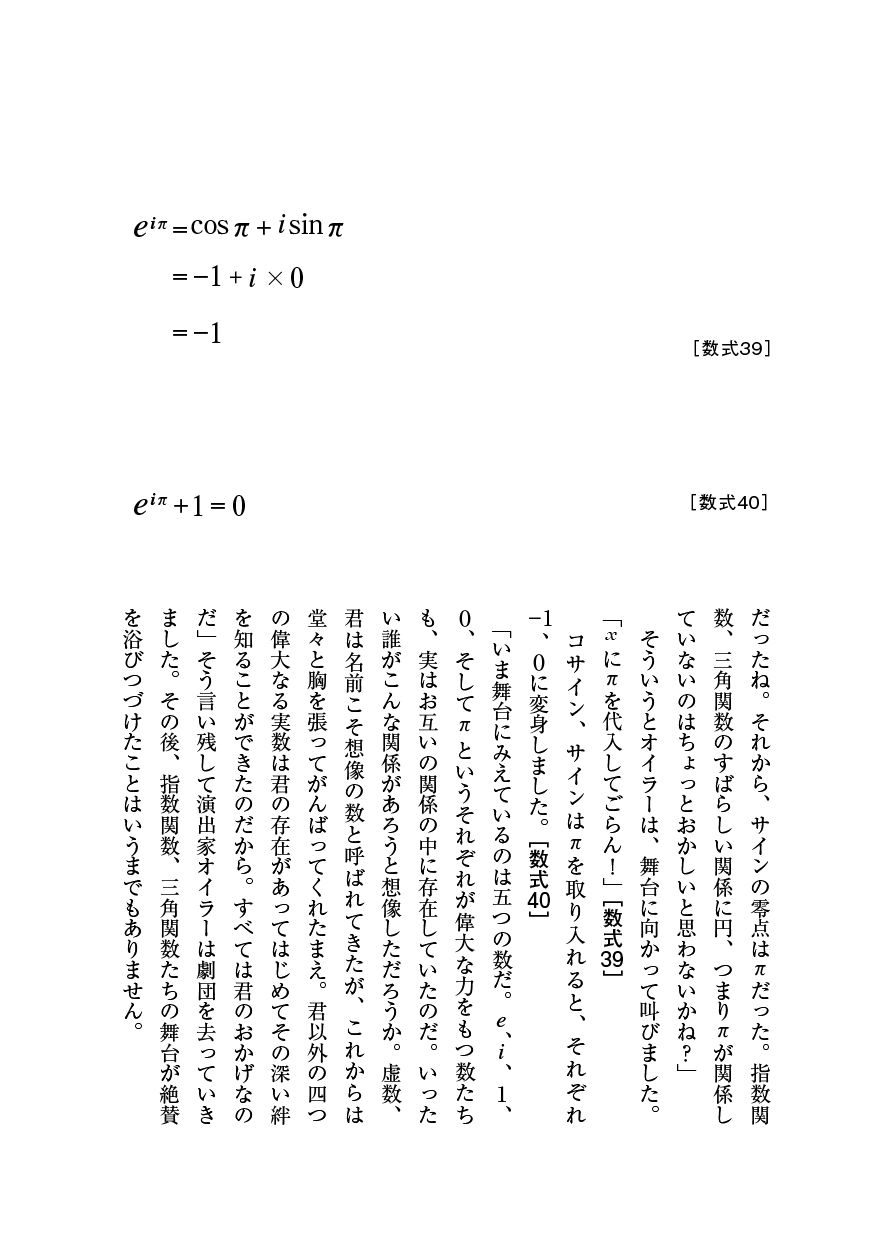 e^{iπ} = cos π + i sin π
= −1 + i × 0
= −1
［数式39］
e^{iπ} + 1 = 0
［数式40］
だったね。それから、サインの零点はπだった。指数関
数、三角関数のすばらしい関係に円、つまりπが関係し
ていないのはちょっとおかしいと思わないかね？」
そういうとオイラーは、舞台に向かって叫びました。
「xにπを代入してごらん！」［数式39］
コサイン、サインはπを取り入れると、それぞれ
−1、0に変身しました。［数式40］
「いま舞台にみえているのは五つの数だ。e、i、1、
0、そしてπというそれぞれが偉大な力をもつ数たち
も、実はお互いの関係の中に存在していたのだ。いった
い誰がこんな関係があろうと想像しただろうか。虚数、
君は名前こそ想像の数と呼ばれてきたが、これからは
堂々と胸を張ってがんばってくれたまえ。君以外の四つ
の偉大なる実数は君の存在があってはじめてその深い絆
を知ることができたのだから。すべては君のおかげなの
だ」そう言い残して演出家オイラーは劇団を去っていき
ました。その後、指数関数、三角関数たちの舞台が絶賛
を浴びつづけたことはいうまでもありません。